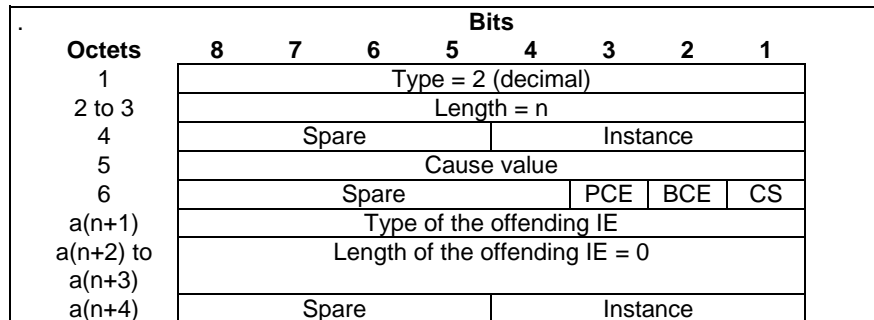 .
Bits
Octets 8 7 6 5 4 3 2 1
1 Type = 2 (decimal)
2 to 3 Length = n
4 Spare Instance
5 Cause value
6 Spare PCE BCE CS
a(n+1) Type of the offending IE
a(n+2) to Length of the offending IE = 0
a(n+3)
a(n+4) Spare Instance